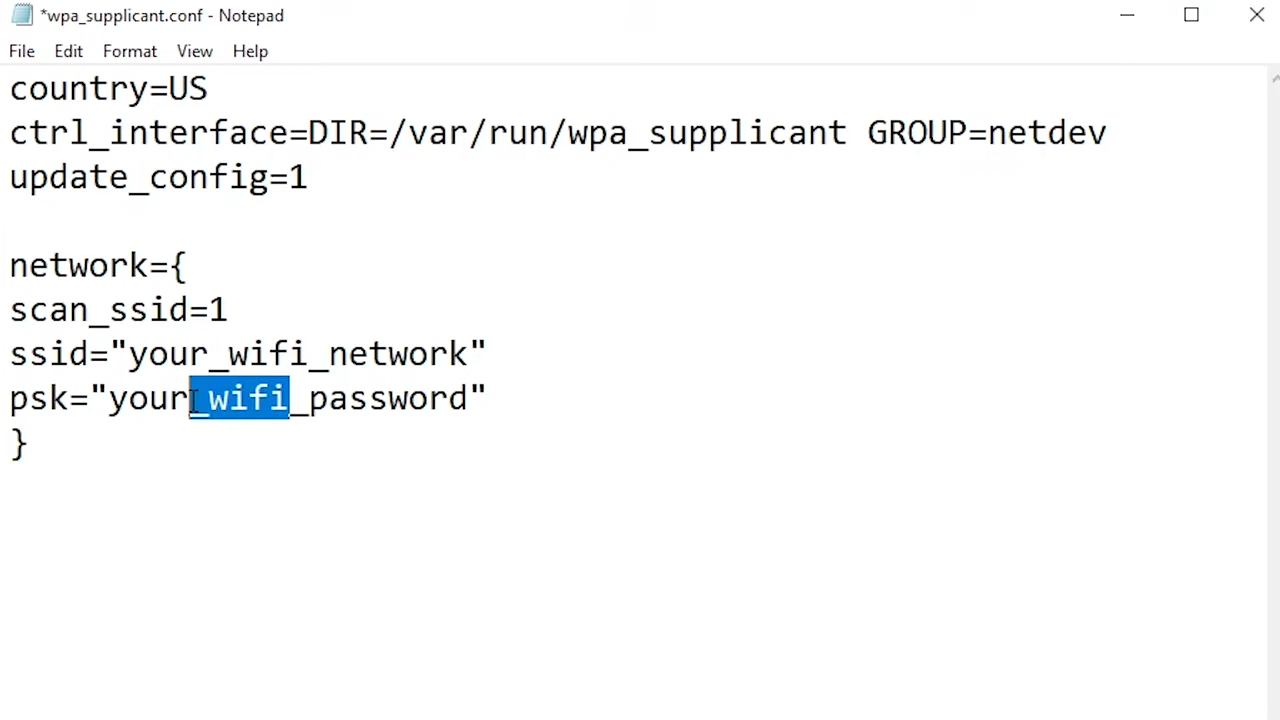 *wpa_supplicant.conf - Notepad
File Edit Format View Help
country=US
ctrl_interface=DIR=/var/run/wpa_supplicant GROUP=netdev
update_config=1
network={
scan_ssid=1
ssid="your_wifi_network"
psk="your_wifi_password"
}